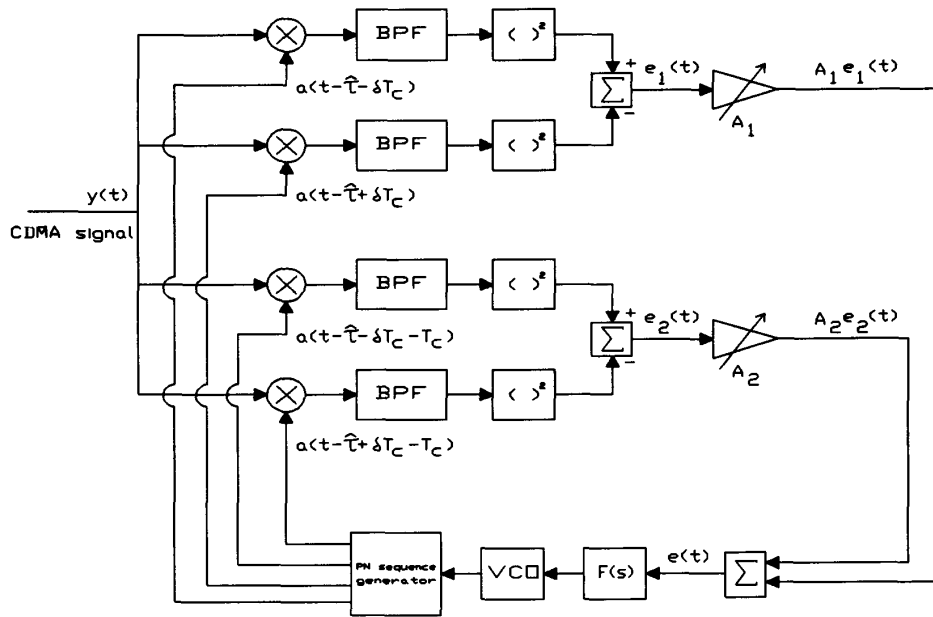 BPF
( )²
+
e₁(t)
A₁e₁(t)
a(t-τ̂-δT_C)
Σ
-
A₁
BPF
( )²
a(t-τ̂+δT_C)
y(t)
CDMA signal
BPF
( )²
+
e₂(t)
A₂e₂(t)
a(t-τ̂-δT_C-T_C)
Σ
-
A₂
BPF
( )²
a(t-τ̂+δT_C-T_C)
PN sequence
generator
VCO
F(s)
e(t)
Σ